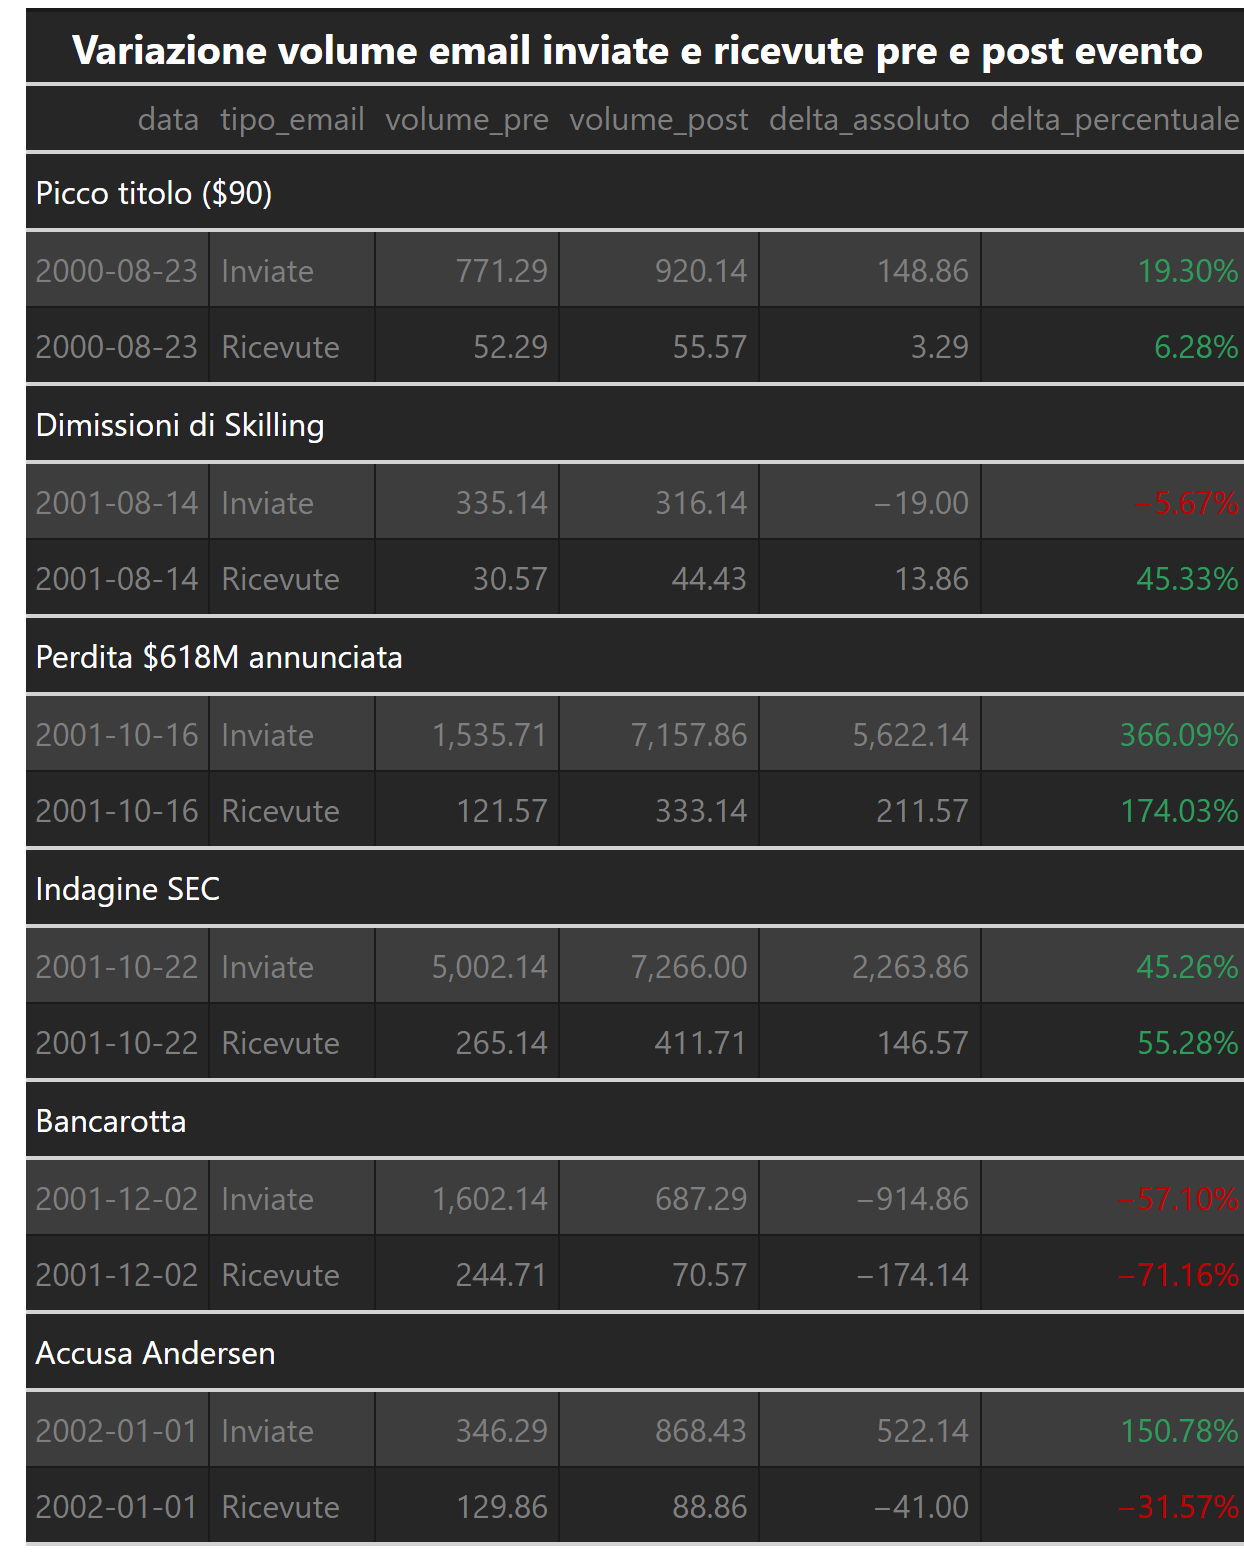 Variazione volume email inviate e ricevute pre e post evento
data tipo_email volume_pre volume_post delta_assoluto delta_percentuale
Picco titolo ($90)
2000-08-23 Inviate 771.29 920.14 148.86 19.30%
2000-08-23 Ricevute 52.29 55.57 3.29 6.28%
Dimissioni di Skilling
2001-08-14 Inviate 335.14 316.14 −19.00 −5.67%
2001-08-14 Ricevute 30.57 44.43 13.86 45.33%
Perdita $618M annunciata
2001-10-16 Inviate 1,535.71 7,157.86 5,622.14 366.09%
2001-10-16 Ricevute 121.57 333.14 211.57 174.03%
Indagine SEC
2001-10-22 Inviate 5,002.14 7,266.00 2,263.86 45.26%
2001-10-22 Ricevute 265.14 411.71 146.57 55.28%
Bancarotta
2001-12-02 Inviate 1,602.14 687.29 −914.86 −57.10%
2001-12-02 Ricevute 244.71 70.57 −174.14 −71.16%
Accusa Andersen
2002-01-01 Inviate 346.29 868.43 522.14 150.78%
2002-01-01 Ricevute 129.86 88.86 −41.00 −31.57%